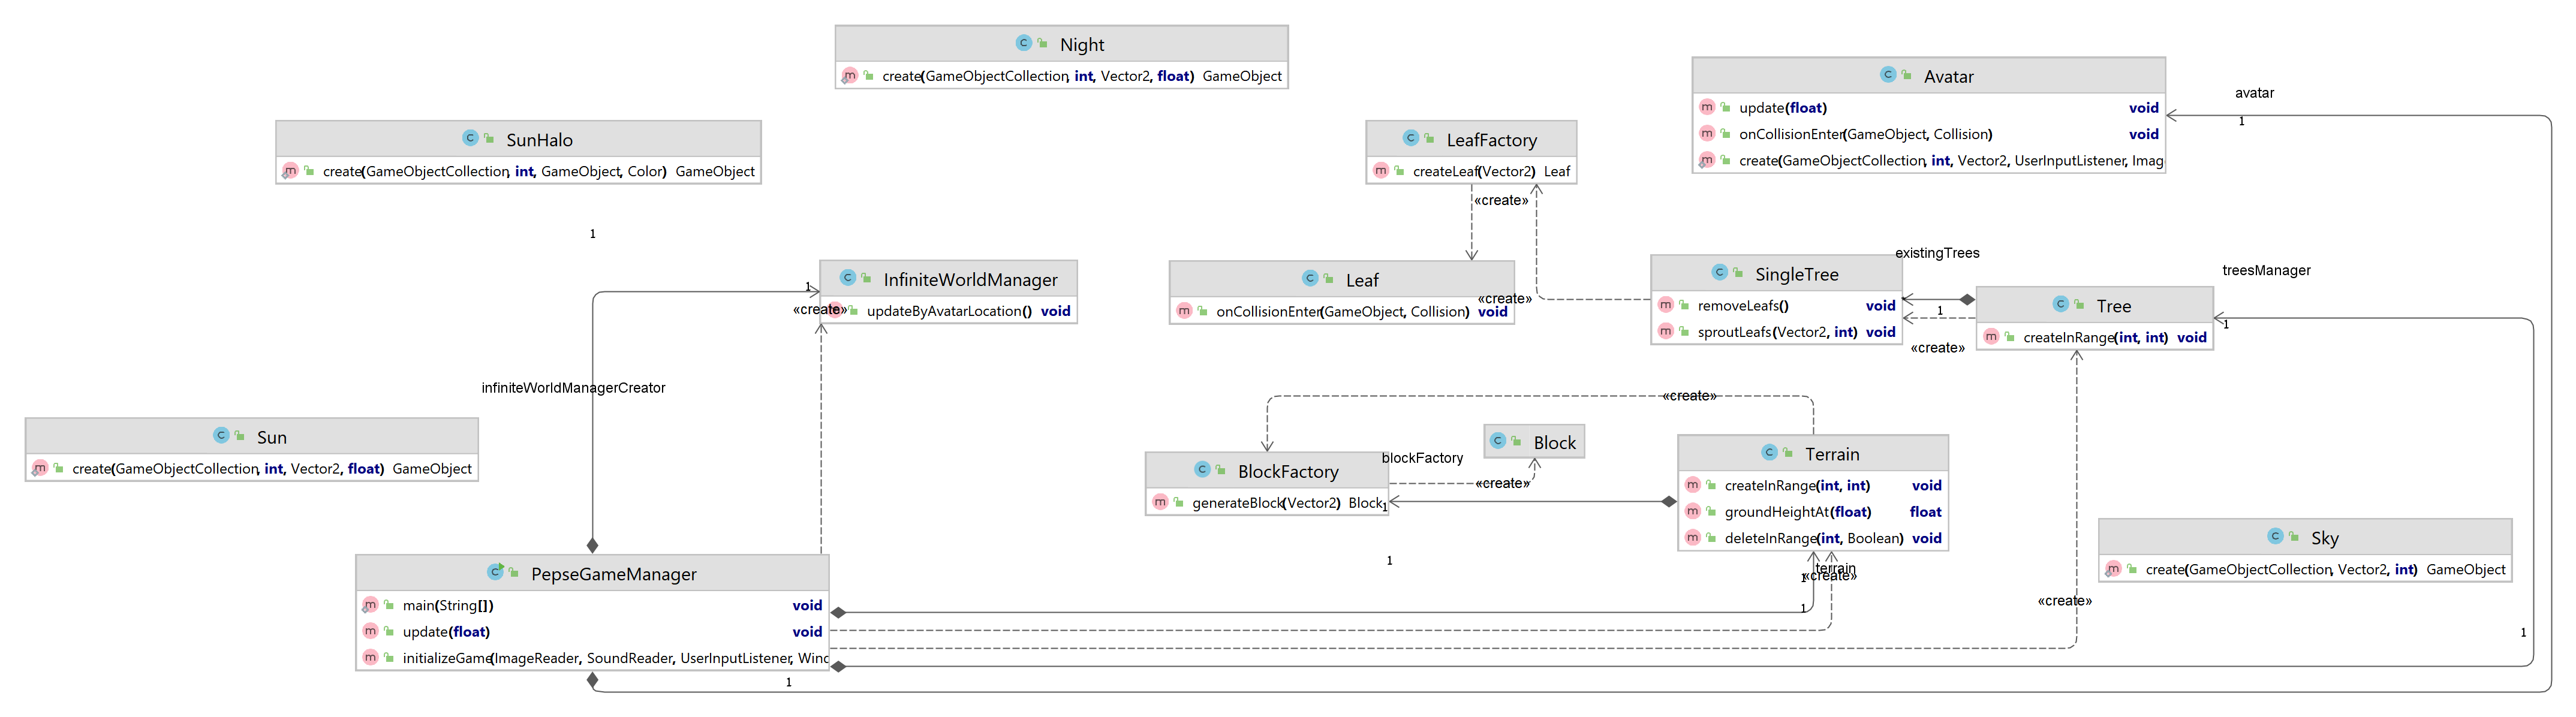 Night
create(GameObjectCollection, int, Vector2, float) GameObject
Avatar
update(float) void
onCollisionEnter(GameObject, Collision) void
create(GameObjectCollection, int, Vector2, UserInputListener, Imag
avatar
1
SunHalo
create(GameObjectCollection, int, GameObject, Color) GameObject
LeafFactory
createLeaf(Vector2) Leaf
«create»
1
InfiniteWorldManager
updateByAvatarLocation() void
1
«create»
Leaf
onCollisionEnter(GameObject, Collision) void
«create»
SingleTree
removeLeafs() void
sproutLeafs(Vector2, int) void
existingTrees
1
«create»
Tree
createInRange(int, int) void
treesManager
1
infiniteWorldManagerCreator
«create»
Sun
create(GameObjectCollection, int, Vector2, float) GameObject
BlockFactory
generateBlock(Vector2) Block
blockFactory
1
Block
«create»
Terrain
createInRange(int, int) void
groundHeightAt(float) float
deleteInRange(int, Boolean) void
1
terrain
1
«create»
1
Sky
create(GameObjectCollection, Vector2, int) GameObject
«create»
1
PepseGameManager
main(String[]) void
update(float) void
initializeGame(ImageReader, SoundReader, UserInputListener, Winc
1